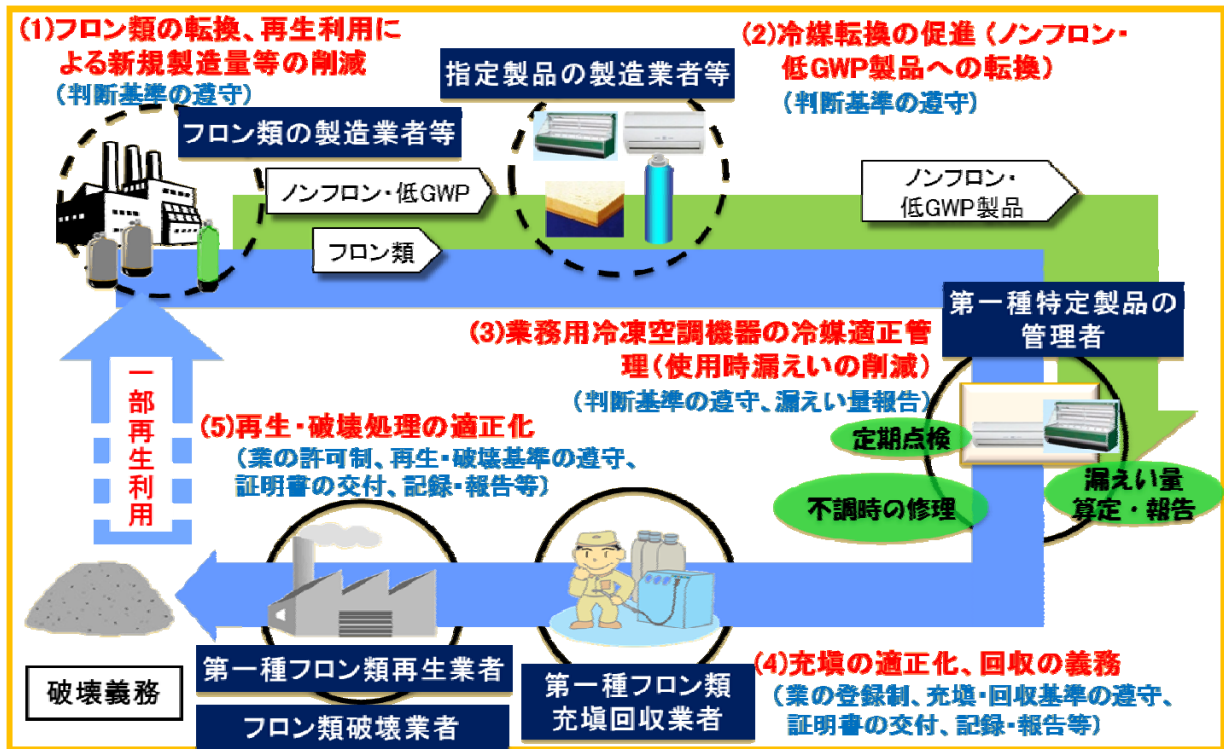 (1)フロン類の転換、再生利用に
よる新規製造量等の削減
(判断基準の遵守)
フロン類の製造業者等
指定製品の製造業者等
(2)冷媒転換の促進(ノンフロン・
低GWP製品への転換)
(判断基準の遵守)
ノンフロン・低GWP
フロン類
ノンフロン・
低GWP製品
第一種特定製品の
管理者
(3)業務用冷凍空調機器の冷媒適正管
理(使用時漏えいの削減)
(判断基準の遵守、漏えい量報告)
定期点検
不調時の修理
漏えい量
算定・報告
一部再生利用
(5)再生・破壊処理の適正化
(業の許可制、再生・破壊基準の遵守、
証明書の交付、記録・報告等)
破壊義務
第一種フロン類再生業者
フロン類破壊業者
第一種フロン類
充塡回収業者
(4)充塡の適正化、回収の義務
(業の登録制、充塡・回収基準の遵守、
証明書の交付、記録・報告等)